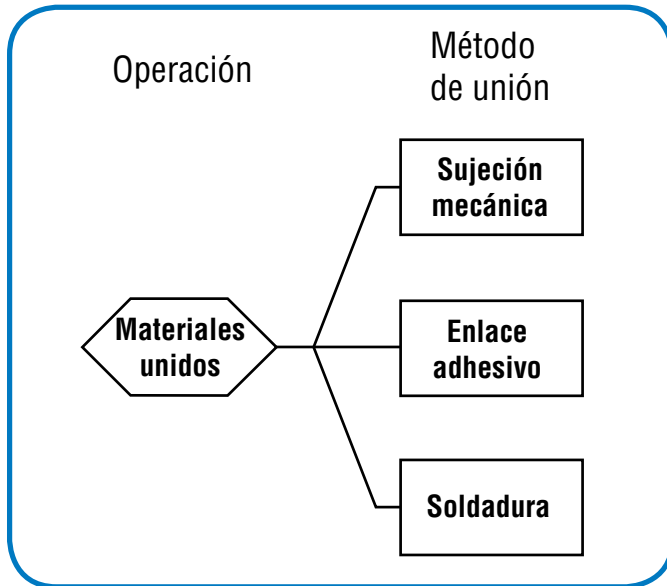 Operación
Método
de unión
Sujeción
mecánica
Materiales
unidos
Enlace
adhesivo
Soldadura